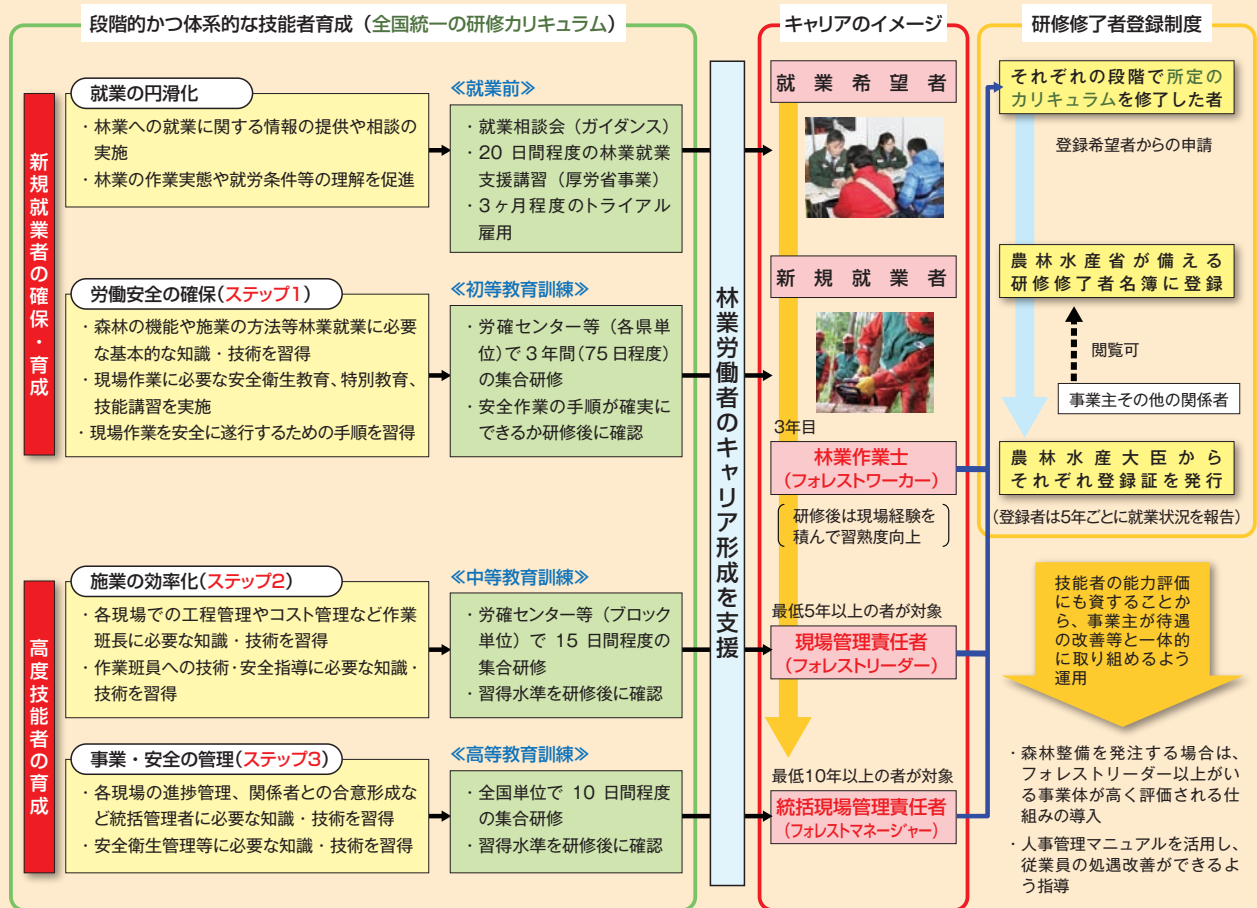 段階的かつ体系的な技能者育成（全国統一の研修カリキュラム）
新規就業者の確保・育成
就業の円滑化
・林業への就業に関する情報の提供や相談の
実施
・林業の作業実態や就労条件等の理解を促進
≪就業前≫
・就業相談会（ガイダンス）
・20 日間程度の林業就業
支援講習（厚労省事業）
・3ヶ月程度のトライアル
雇用
労働安全の確保(ステップ1)
・森林の機能や施業の方法等林業就業に必要
な基本的な知識・技術を習得
・現場作業に必要な安全衛生教育、特別教育、
技能講習を実施
・現場作業を安全に遂行するための手順を習得
≪初等教育訓練≫
・労確センター等（各県単
位）で3年間（75日程度）
の集合研修
・安全作業の手順が確実に
できるか研修後に確認
高度技能者の育成
施業の効率化(ステップ2)
・各現場での工程管理やコスト管理など作業
班長に必要な知識・技術を習得
・作業班員への技術・安全指導に必要な知識・
技術を習得
≪中等教育訓練≫
・労確センター等（ブロック
単位）で 15 日間程度の
集合研修
・習得水準を研修後に確認
事業・安全の管理(ステップ3)
・各現場の進捗管理、関係者との合意形成な
ど統括管理者に必要な知識・技術を習得
・安全衛生管理等に必要な知識・技術を習得
≪高等教育訓練≫
・全国単位で 10 日間程度
の集合研修
・習得水準を研修後に確認
林業労働者のキャリア形成を支援
キャリアのイメージ
就業希望者
新規就業者
3年目
林業作業士
（フォレストワーカー）
研修後は現場経験を
積んで習熟度向上
最低5年以上の者が対象
現場管理責任者
（フォレストリーダー）
最低10年以上の者が対象
統括現場管理責任者
（フォレストマネージャー）
研修修了者登録制度
それぞれの段階で所定の
カリキュラムを修了した者
登録希望者からの申請
農林水産省が備える
研修修了者名簿に登録
閲覧可
事業主その他の関係者
農林水産大臣から
それぞれ登録証を発行
（登録者は5年ごとに就業状況を報告）
技能者の能力評価
にも資することか
ら、事業主が待遇
の改善等と一体的
に取り組めるよう
運用
・森林整備を発注する場合は、
フォレストリーダー以上がい
る事業体が高く評価される仕
組みの導入
・人事管理マニュアルを活用し、
従業員の処遇改善ができるよ
う指導